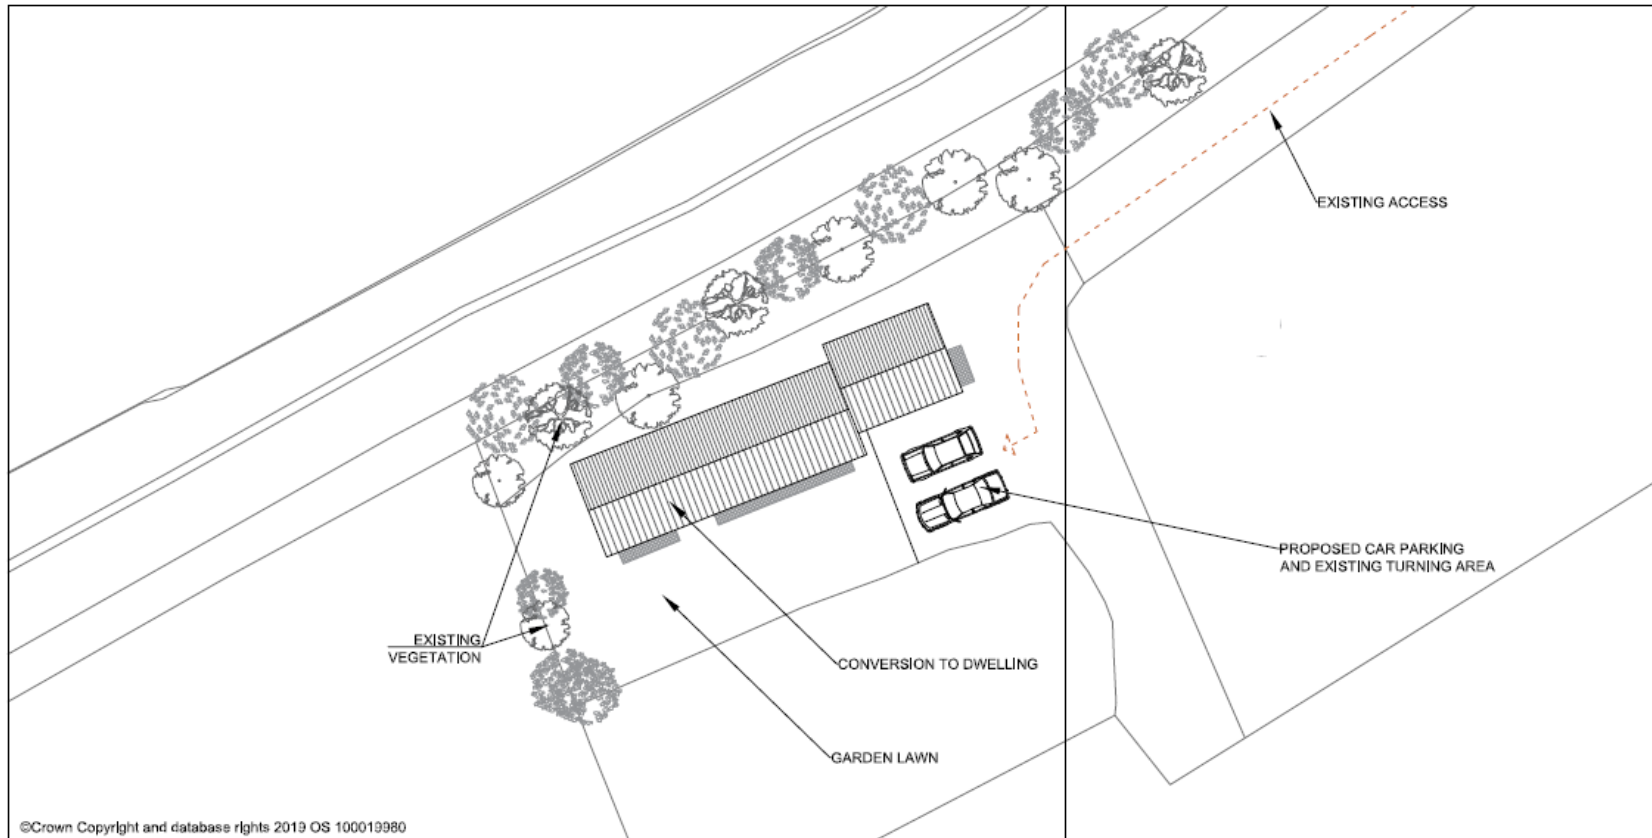 EXISTING ACCESS
PROPOSED CAR PARKING
AND EXISTING TURNING AREA
EXISTING
VEGETATION
CONVERSION TO DWELLING
GARDEN LAWN
©Crown Copyright and database rights 2019 OS 100019980